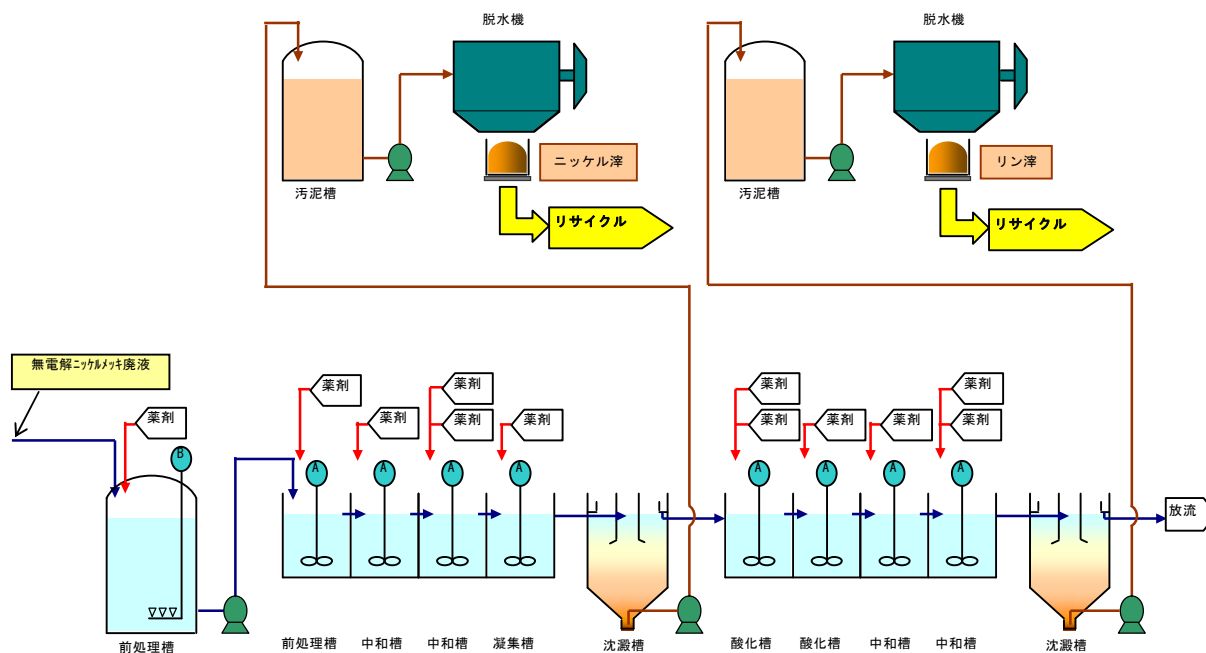 脱水機
脱水機
ニッケル滓
リン滓
汚泥槽
汚泥槽
リサイクル
リサイクル
無電解ニッケルメッキ廃液
薬剤
薬剤
薬剤
薬剤
薬剤
薬剤
薬剤
薬剤
薬剤
薬剤
薬剤
薬剤
B
A
A
A
A
A
A
A
A
放流
前処理槽
前処理槽
中和槽
中和槽
凝集槽
沈澱槽
酸化槽
酸化槽
中和槽
中和槽
沈澱槽